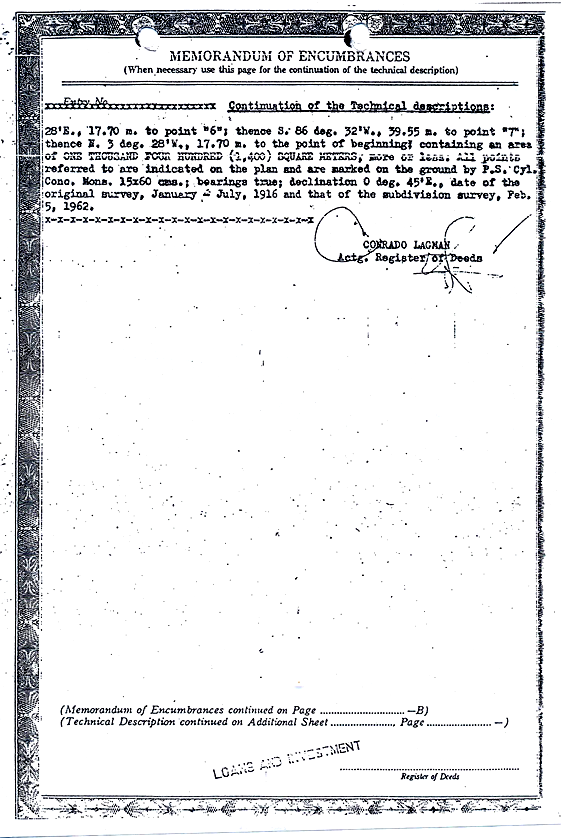 MEMORANDUM OF ENCUMBRANCES
(When necessary use this page for the continuation of the technical description)
Entry No. xxxxxxxxxxxxxxxx Continuation of the Technical descriptions:
28'E., 17.70 m. to point "6"; thence S. 86 deg. 32'W., 39.55 m. to point "7";
thence N. 3 deg. 28'W., 17.70 m. to the point of beginning; containing an area
of ONE THOUSAND FOUR HUNDRED (1,400) SQUARE METERS, more or less. All points
referred to are indicated on the plan and are marked on the ground by P.S. Cyl.
Conc. Mons. 15x60 cms.; bearings true; declination 0 deg. 45'E., date of the
original survey, January - July, 1916 and that of the subdivision survey, Feb.
5, 1962.
x-x-x-x-x-x-x-x-x-x-x-x-x-x-x-x-x-x-x-x-x
CONRADO LAGMAN
Actg. Register of Deeds
(Memorandum of Encumbrances continued on Page ........................... —B)
(Technical Description continued on Additional Sheet ....................., Page ..................... —)
LOANS AND INVESTMENT
Register of Deeds